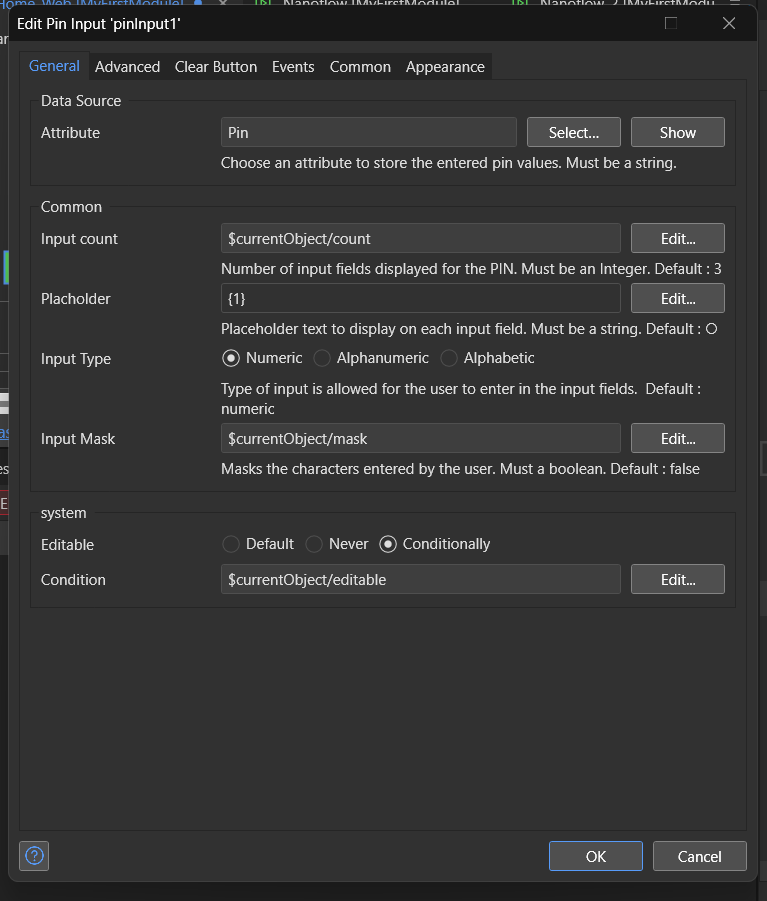 Edit Pin Input 'pinInput1'
General Advanced Clear Button Events Common Appearance
Data Source
Attribute Pin Select... Show
Choose an attribute to store the entered pin values. Must be a string.
Common
Input count $currentObject/count Edit...
Number of input fields displayed for the PIN. Must be an Integer. Default : 3
Placholder {1} Edit...
Placeholder text to display on each input field. Must be a string. Default : O
Input Type Numeric Alphanumeric Alphabetic
Type of input is allowed for the user to enter in the input fields.  Default :
numeric
Input Mask $currentObject/mask Edit...
Masks the characters entered by the user. Must a boolean. Default : false
system
Editable Default Never Conditionally
Condition $currentObject/editable Edit...
? OK Cancel